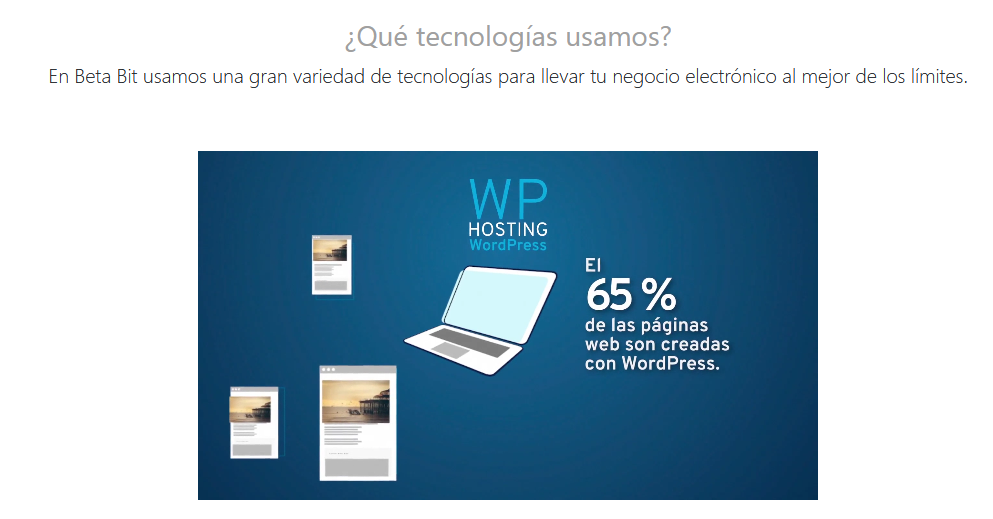 ¿Qué tecnologías usamos?
En Beta Bit usamos una gran variedad de tecnologías para llevar tu negocio electrónico al mejor de los límites.
WP
HOSTING
WordPress
El
65 %
de las páginas
web son creadas
con WordPress.